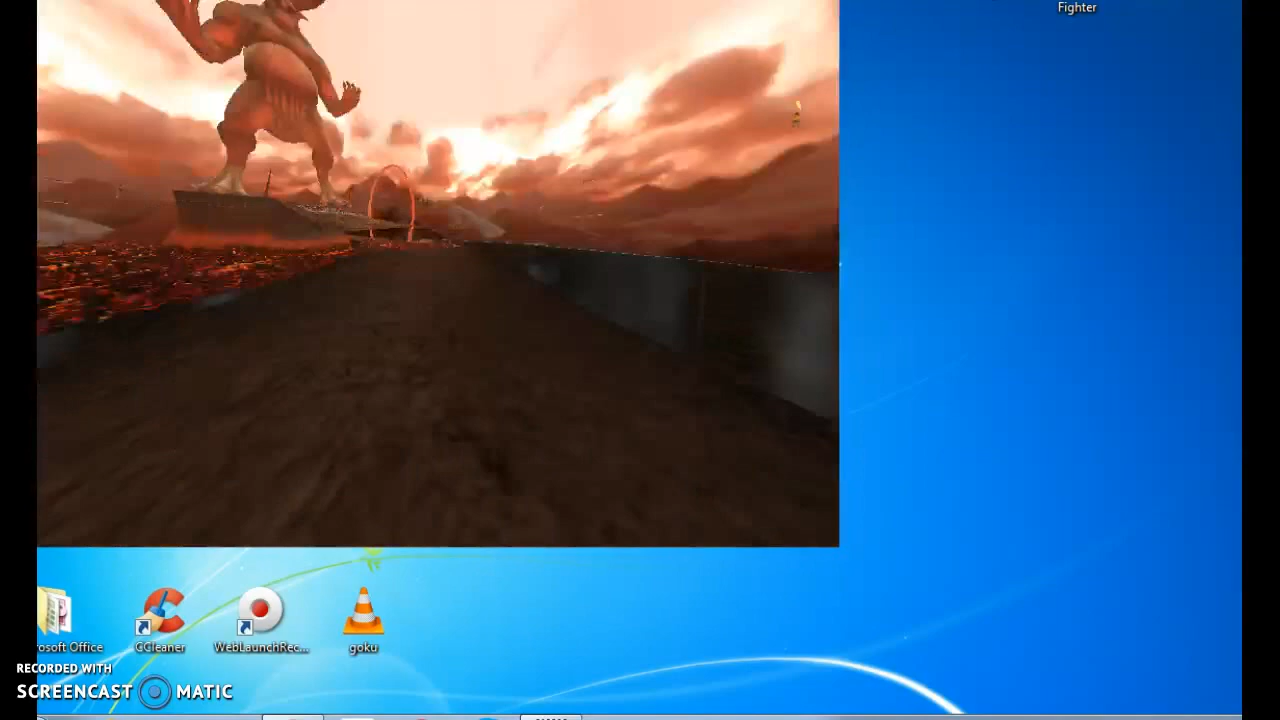 Fighter
rosoft Office
CCleaner
WebLaunchRec...
goku
RECORDED WITH
SCREENCAST MATIC